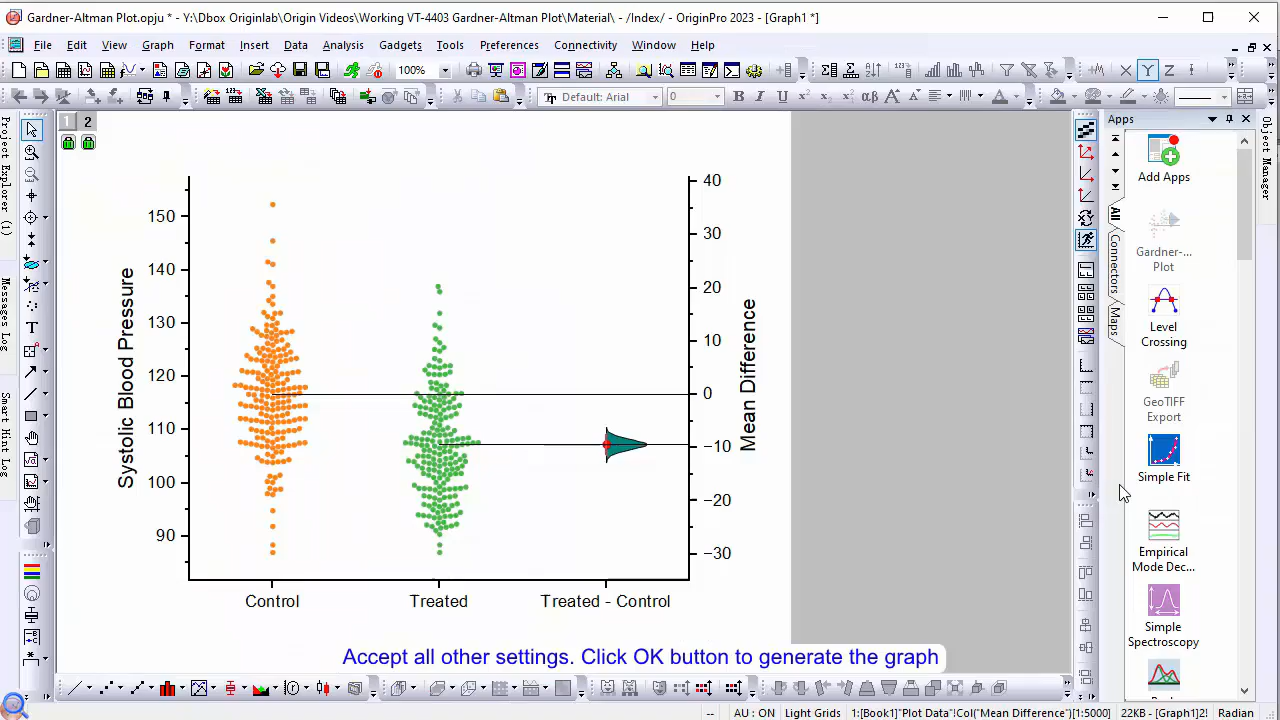 Gardner-Altman Plot.opju * - Y:\Dbox Originlab\Origin Videos\Working VT-4403 Gardner-Altman Plot\Material\ - /Index/ - OriginPro 2023 - [Graph1 *]
File Edit View Graph Format Insert Data Analysis Gadgets Tools Preferences Connectivity Window Help
100%
Default: Arial 0 B I U
1 2
Project Explorer (1)
Messages Log
Smart Hint Log
Apps
Object Manager
All
Connectors
Maps
Add Apps
Gardner-...
Plot
Level
Crossing
GeoTIFF
Export
Simple Fit
Empirical
Mode Dec...
Simple
Spectroscopy
Systolic Blood Pressure
150
140
130
120
110
100
90
40
30
20
10
0
−10
−20
−30
Mean Difference
Control Treated Treated - Control
Accept all other settings. Click OK button to generate the graph
-- AU : ON Light Grids 1:[Book1]"Plot Data"!Col("Mean Difference")[1:5000] 22KB - [Graph1]2! Radian